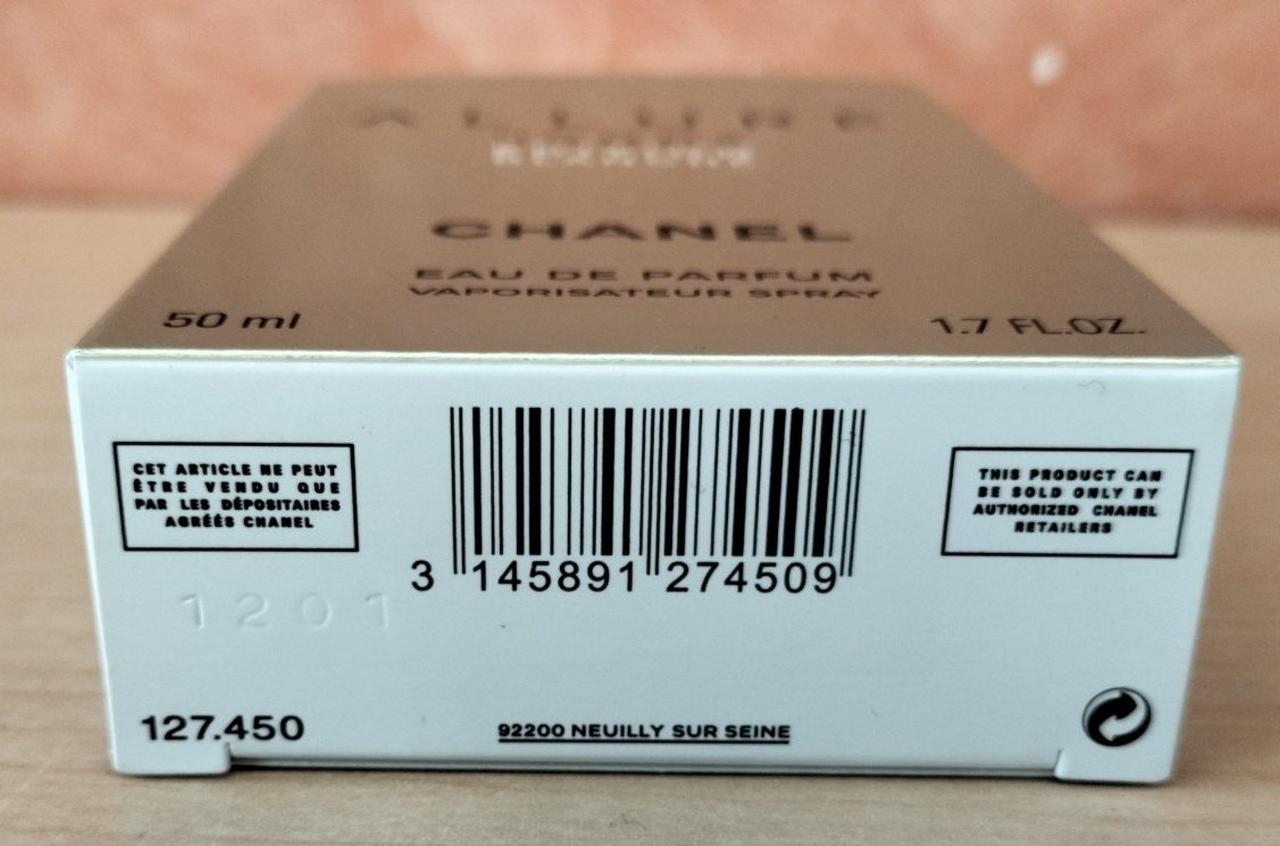 ALLURE
CHANEL
EAU DE PARFUM
VAPORISATEUR SPRAY
50 ml
1.7 FL.OZ.
CET ARTICLE NE PEUT
ÊTRE VENDU QUE
PAR LES DÉPOSITAIRES
AGRÉÉS CHANEL
THIS PRODUCT CAN
BE SOLD ONLY BY
AUTHORIZED CHANEL
RETAILERS
3 145891 274509
1201
127.450
92200 NEUILLY SUR SEINE